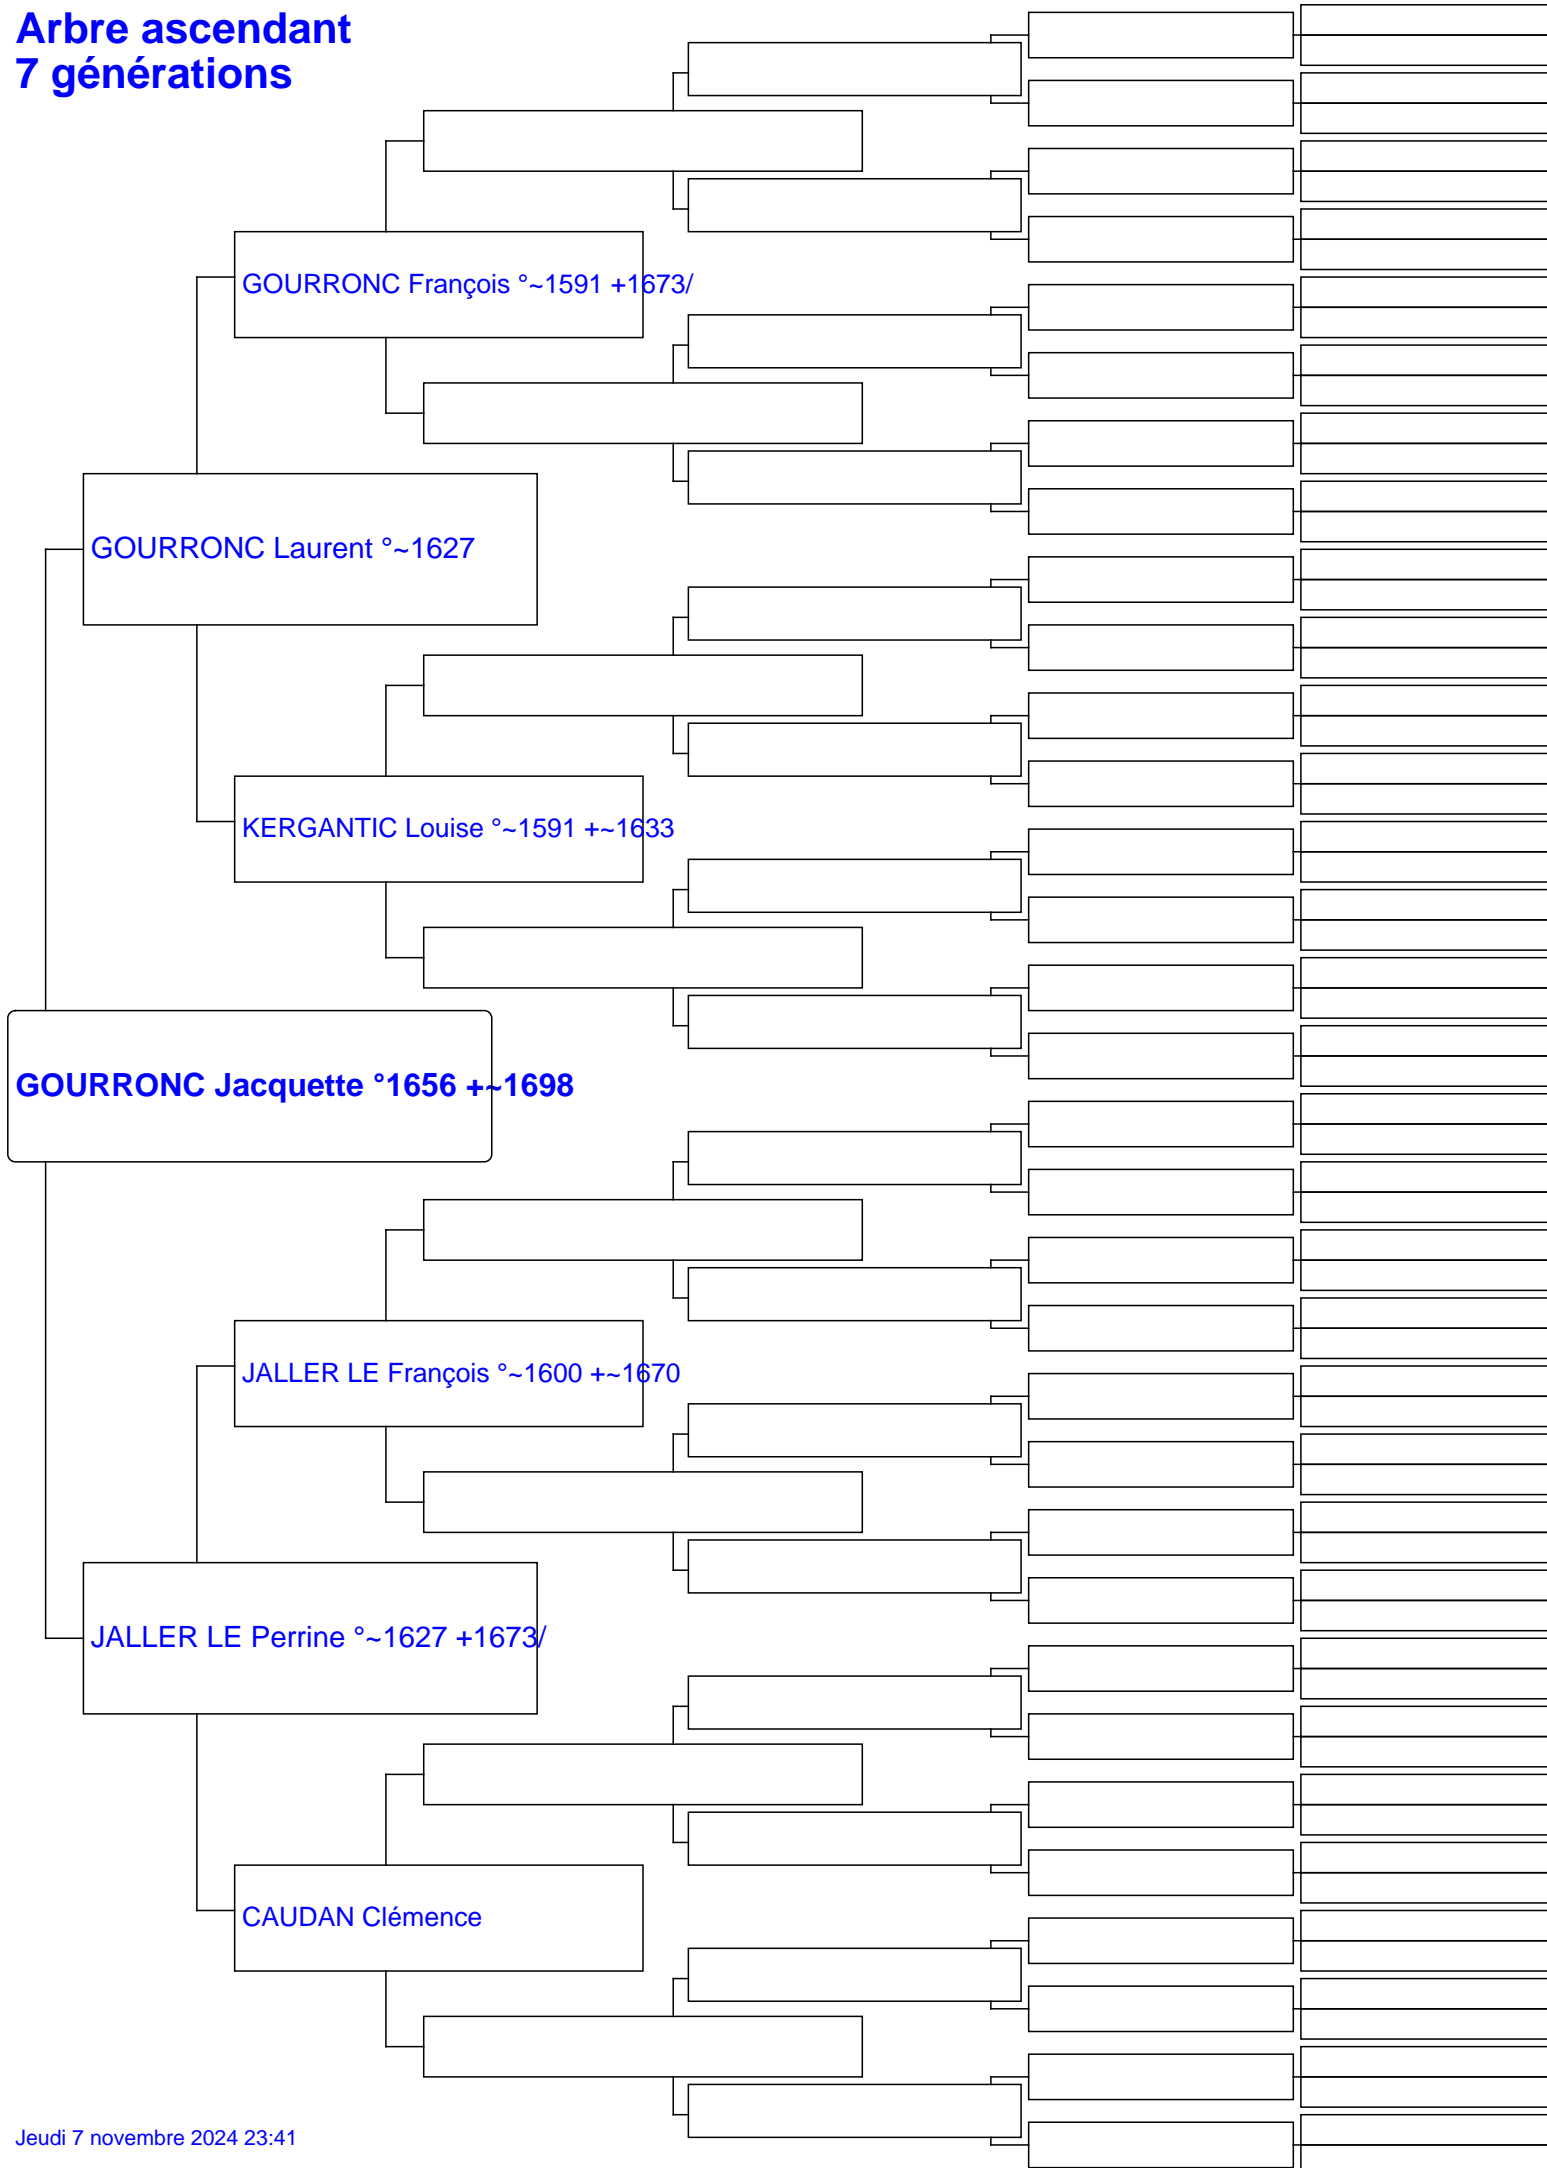 Arbre ascendant
7 générations
GOURRONC François °~1591 +1673/
GOURRONC Laurent °~1627
KERGANTIC Louise °~1591 +~1633
GOURRONC Jacquette °1656 +~1698
JALLER LE François °~1600 +~1670
JALLER LE Perrine °~1627 +1673/
CAUDAN Clémence
Jeudi 7 novembre 2024 23:41